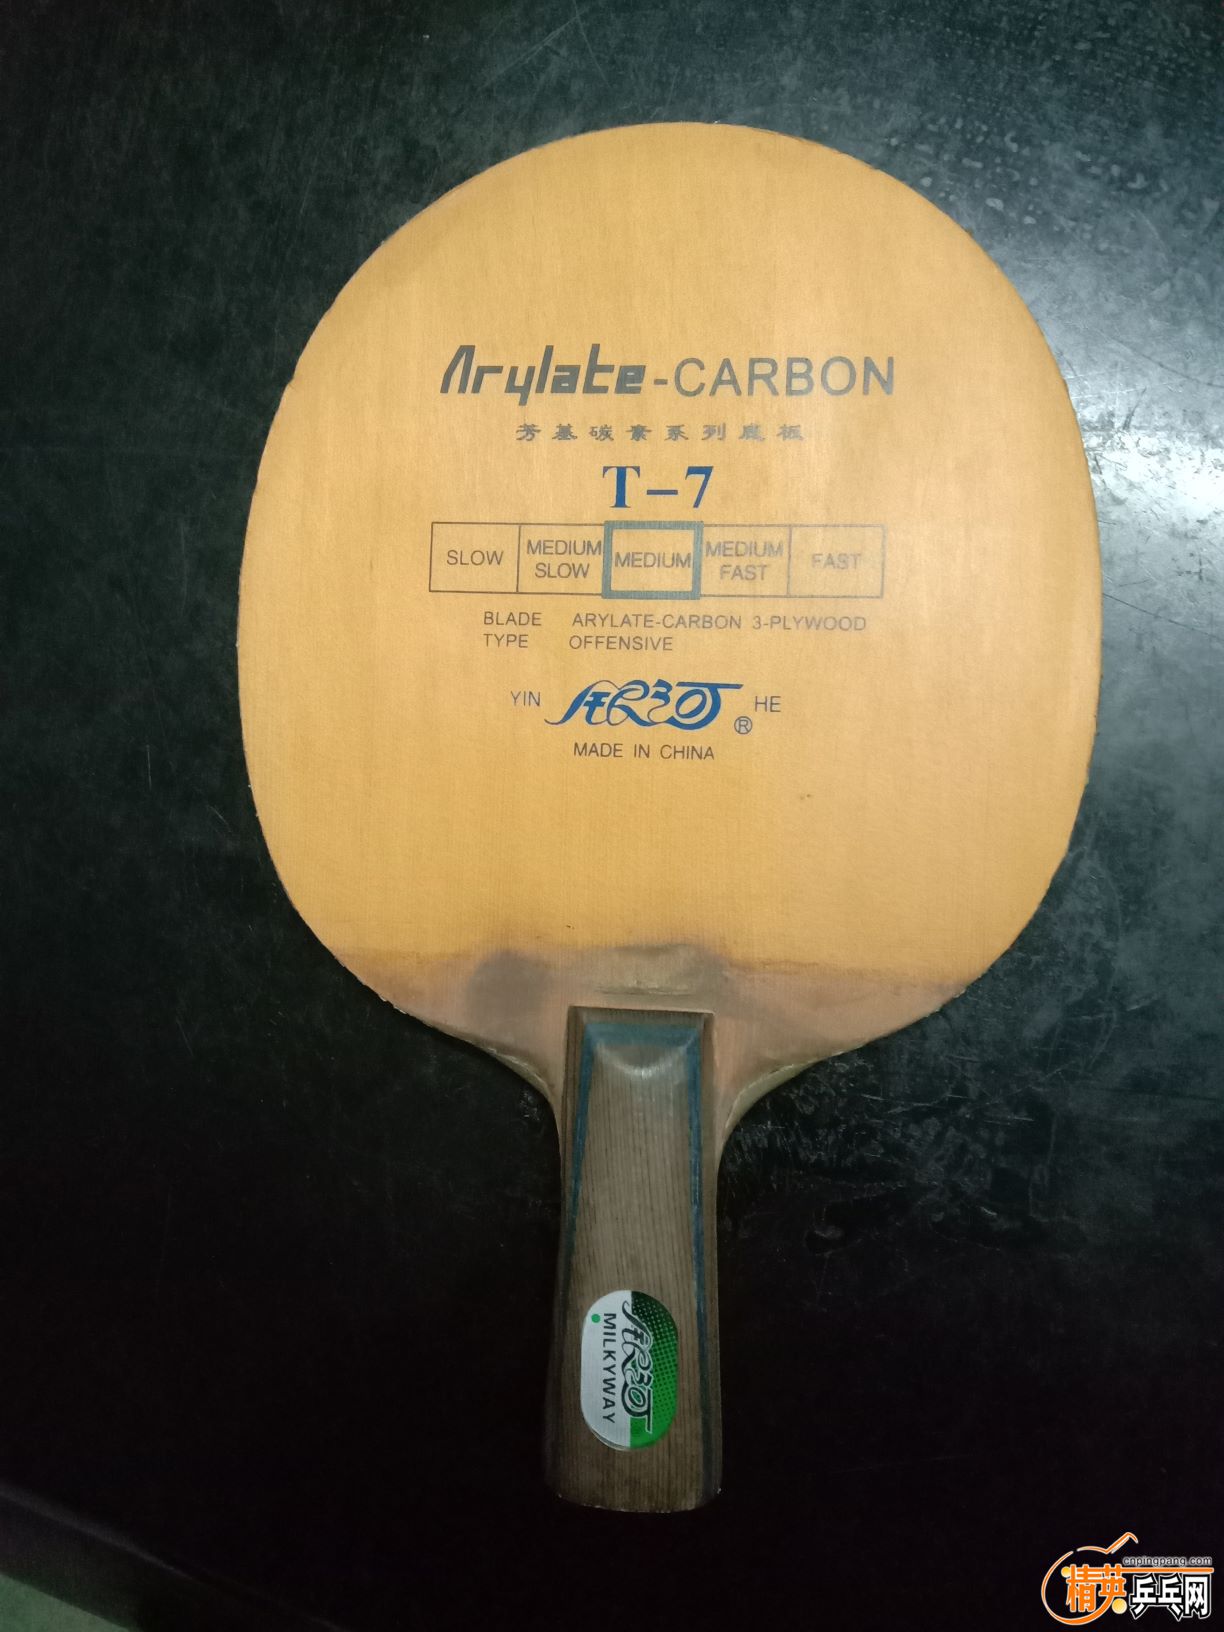 Arylate-CARBON
芳基碳素系列底板
T-7
SLOW
MEDIUM SLOW
MEDIUM
MEDIUM FAST
FAST
BLADE ARYLATE-CARBON 3-PLYWOOD
TYPE OFFENSIVE
YIN HE
®
MADE IN CHINA
MILKYWAY
cnpingpang.com
精英乒乓网